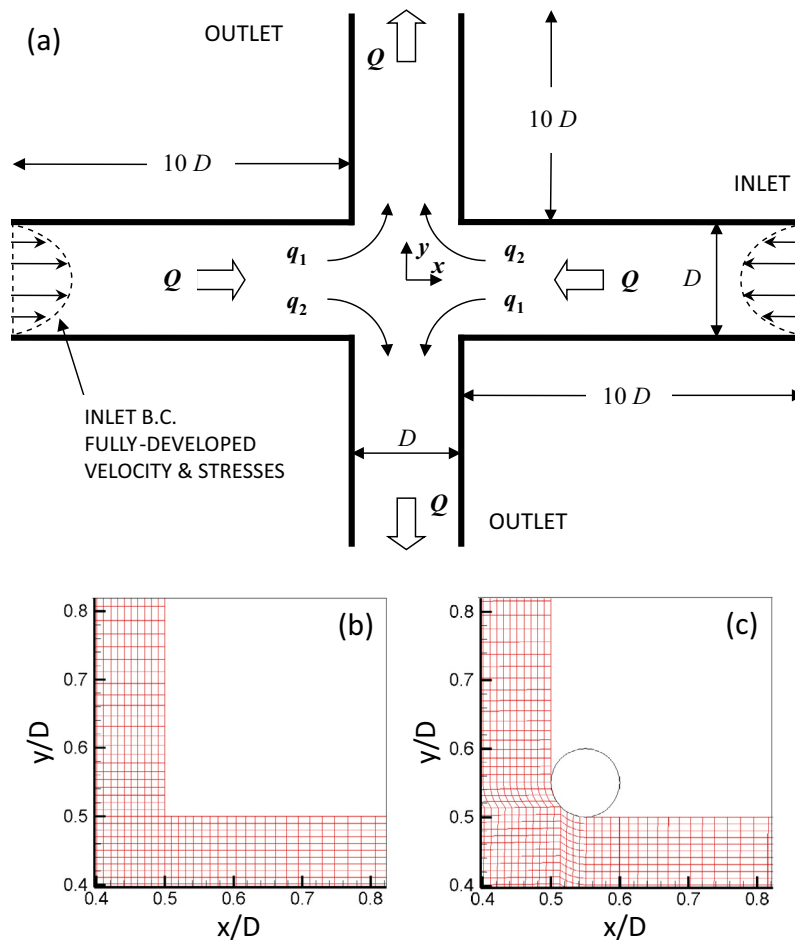 (a)
OUTLET
Q
10 D
10 D
INLET
q1
q2
y
x
Q
Q
D
q2
q1
INLET B.C.
FULLY-DEVELOPED
VELOCITY & STRESSES
10 D
D
Q
OUTLET
(b)
0.8
0.7
0.6
0.5
0.4
y/D
0.4 0.5 0.6 0.7 0.8
x/D
(c)
0.8
0.7
0.6
0.5
0.4
y/D
0.4 0.5 0.6 0.7 0.8
x/D